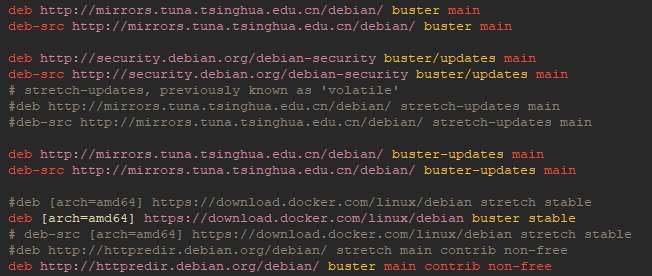 deb http://mirrors.tuna.tsinghua.edu.cn/debian/ buster main
deb-src http://mirrors.tuna.tsinghua.edu.cn/debian/ buster main
deb http://security.debian.org/debian-security buster/updates main
deb-src http://security.debian.org/debian-security buster/updates main
# stretch-updates, previously known as 'volatile'
#deb http://mirrors.tuna.tsinghua.edu.cn/debian/ stretch-updates main
#deb-src http://mirrors.tuna.tsinghua.edu.cn/debian/ stretch-updates main
deb http://mirrors.tuna.tsinghua.edu.cn/debian/ buster-updates main
deb-src http://mirrors.tuna.tsinghua.edu.cn/debian/ buster-updates main
#deb [arch=amd64] https://download.docker.com/linux/debian stretch stable
deb [arch=amd64] https://download.docker.com/linux/debian buster stable
# deb-src [arch=amd64] https://download.docker.com/linux/debian stretch stable
#deb http://httpredir.debian.org/debian/ stretch main contrib non-free
deb http://httpredir.debian.org/debian/ buster main contrib non-free